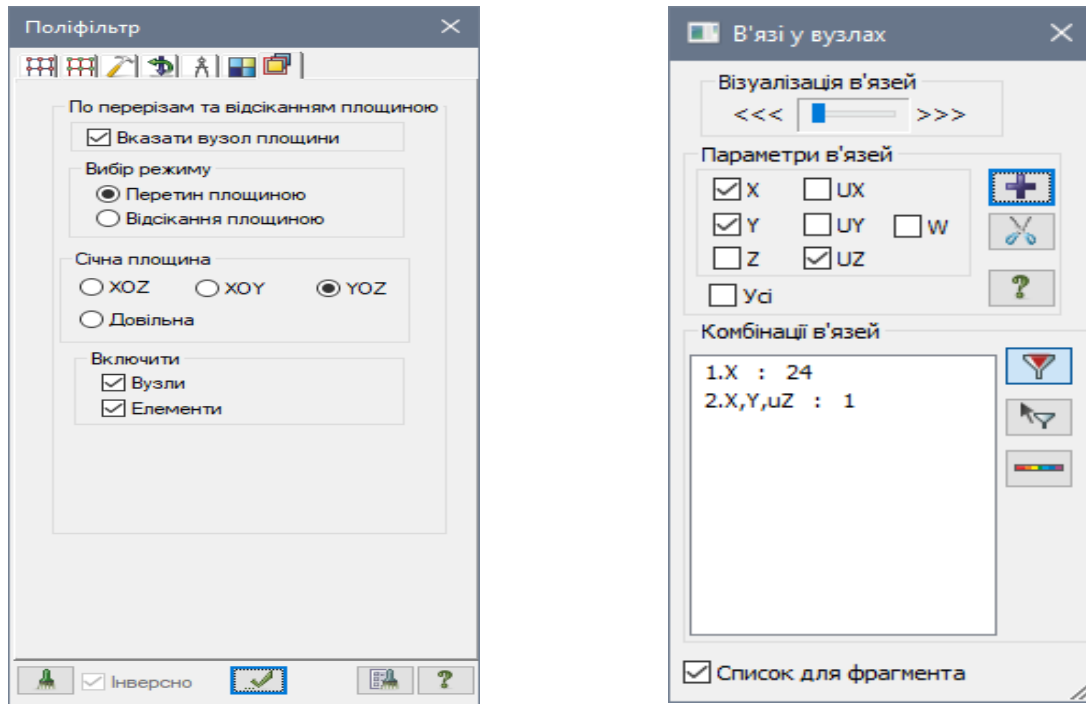 Поліфільтр
По перерізам та відсіканням площиною
Вказати вузол площини
Вибір режиму
Перетин площиною
Відсікання площиною
Січна площина
XOZ XOY YOZ
Довільна
Включити
Вузли
Елементи
Інверсно
?
В'язі у вузлах
Візуалізація в'язей
<<< >>>
Параметри в'язей
X UX
Y UY W
Z UZ
Усі
?
Комбінації в'язей
1.X : 24
2.X,Y,uZ : 1
Список для фрагмента